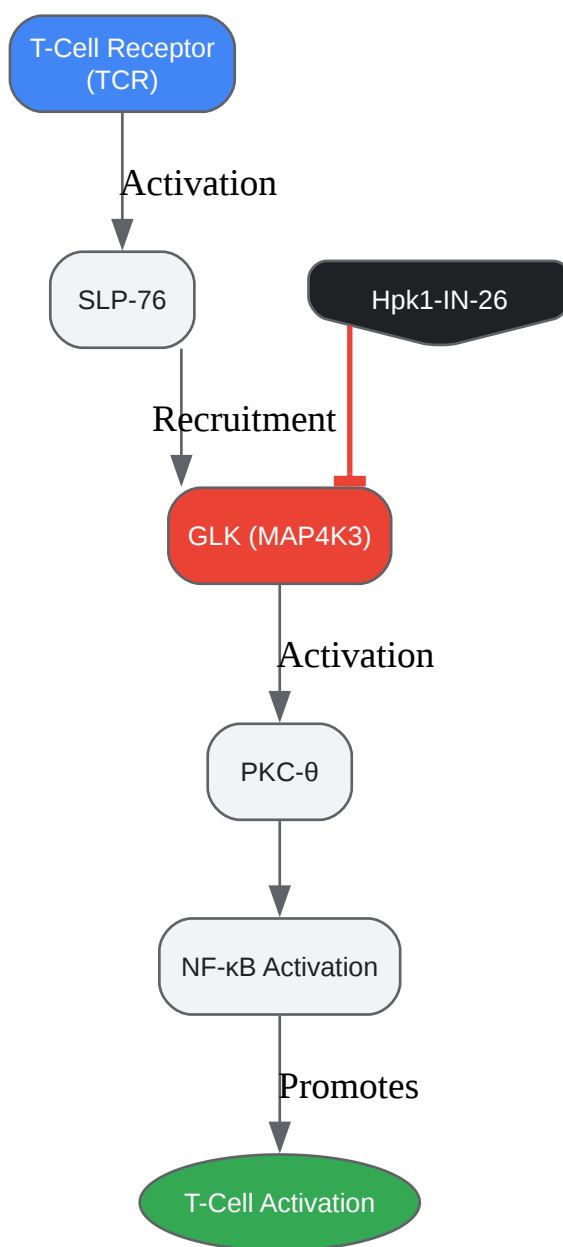 T-Cell Receptor
(TCR)
Activation
SLP-76
Hpk1-IN-26
Recruitment
GLK (MAP4K3)
Activation
PKC-θ
NF-κB Activation
Promotes
T-Cell Activation